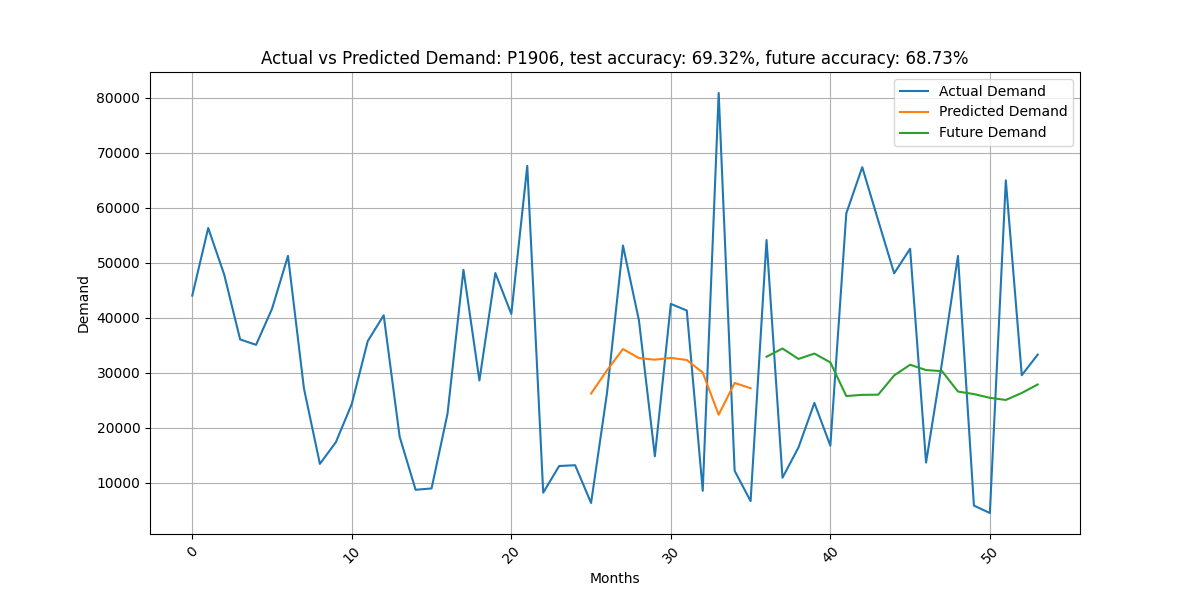 Actual vs Predicted Demand: P1906, test accuracy: 69.32%, future accuracy: 68.73%
Actual Demand
Predicted Demand
Future Demand
80000
70000
60000
50000
40000
30000
20000
10000
Demand
0
10
20
30
40
50
Months